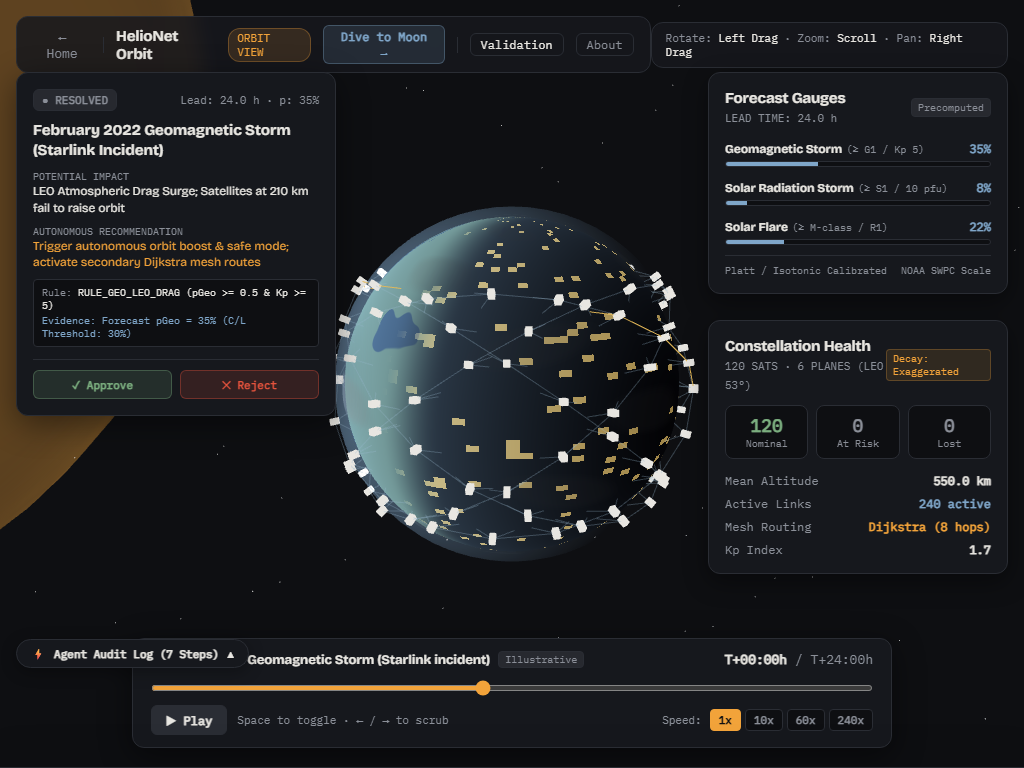 ← Home
HelioNet Orbit
ORBIT VIEW
Dive to Moon →
Validation
About
Rotate: Left Drag · Zoom: Scroll · Pan: Right Drag
RESOLVED
Lead: 24.0 h · p: 35%
February 2022 Geomagnetic Storm
(Starlink Incident)
POTENTIAL IMPACT
LEO Atmospheric Drag Surge; Satellites at 210 km
fail to raise orbit
AUTONOMOUS RECOMMENDATION
Trigger autonomous orbit boost & safe mode;
activate secondary Dijkstra mesh routes
Rule: RULE_GEO_LEO_DRAG (pGeo >= 0.5 & Kp >=
5)
Evidence: Forecast pGeo = 35% (C/L
Threshold: 30%)
✓ Approve
✕ Reject
Forecast Gauges
LEAD TIME: 24.0 h
Precomputed
Geomagnetic Storm (≥ G1 / Kp 5) 35%
Solar Radiation Storm (≥ S1 / 10 pfu) 8%
Solar Flare (≥ M-class / R1) 22%
Platt / Isotonic Calibrated
NOAA SWPC Scale
Constellation Health
120 SATS · 6 PLANES (LEO
53°)
Decay:
Exaggerated
120
Nominal
0
At Risk
0
Lost
Mean Altitude 550.0 km
Active Links 240 active
Mesh Routing Dijkstra (8 hops)
Kp Index 1.7
Agent Audit Log (7 Steps) ▲
Geomagnetic Storm (Starlink incident)
Illustrative
T+00:00h / T+24:00h
▶ Play
Space to toggle · ← / → to scrub
Speed: 1x 10x 60x 240x